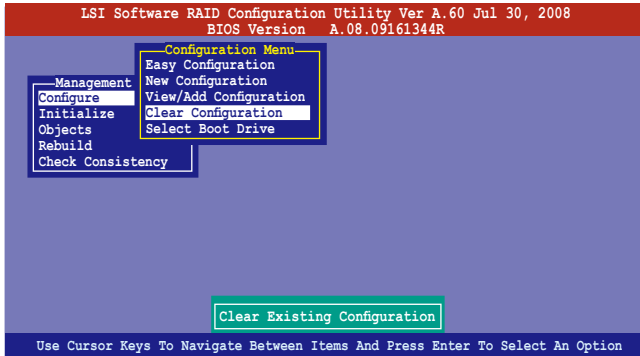 LSI Software RAID Configuration Utility Ver A.60 Jul 30, 2008
BIOS Version A.08.09161344R
Configuration Menu
Easy Configuration
New Configuration
View/Add Configuration
Clear Configuration
Select Boot Drive
Management
Configure
Initialize
Objects
Rebuild
Check Consistency
Clear Existing Configuration
Use Cursor Keys To Navigate Between Items And Press Enter To Select An Option